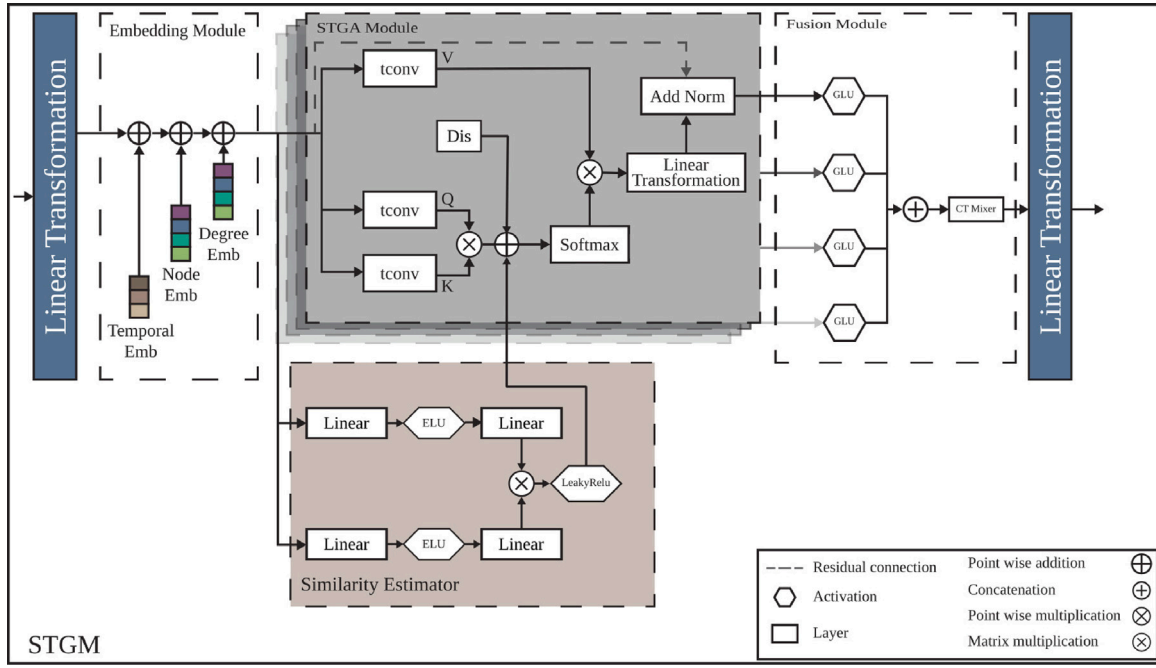 Linear Transformation
Embedding Module
Temporal
Emb
Node
Emb
Degree
Emb
STGA Module
tconv
V
Dis
tconv
Q
tconv
K
Softmax
Add Norm
Linear
Transformation
Fusion Module
GLU
GLU
GLU
GLU
CT Mixer
Linear Transformation
Linear
ELU
Linear
LeakyRelu
Linear
ELU
Linear
Similarity Estimator
STGM
Residual connection
Activation
Layer
Point wise addition
Concatenation
Point wise multiplication
Matrix multiplication